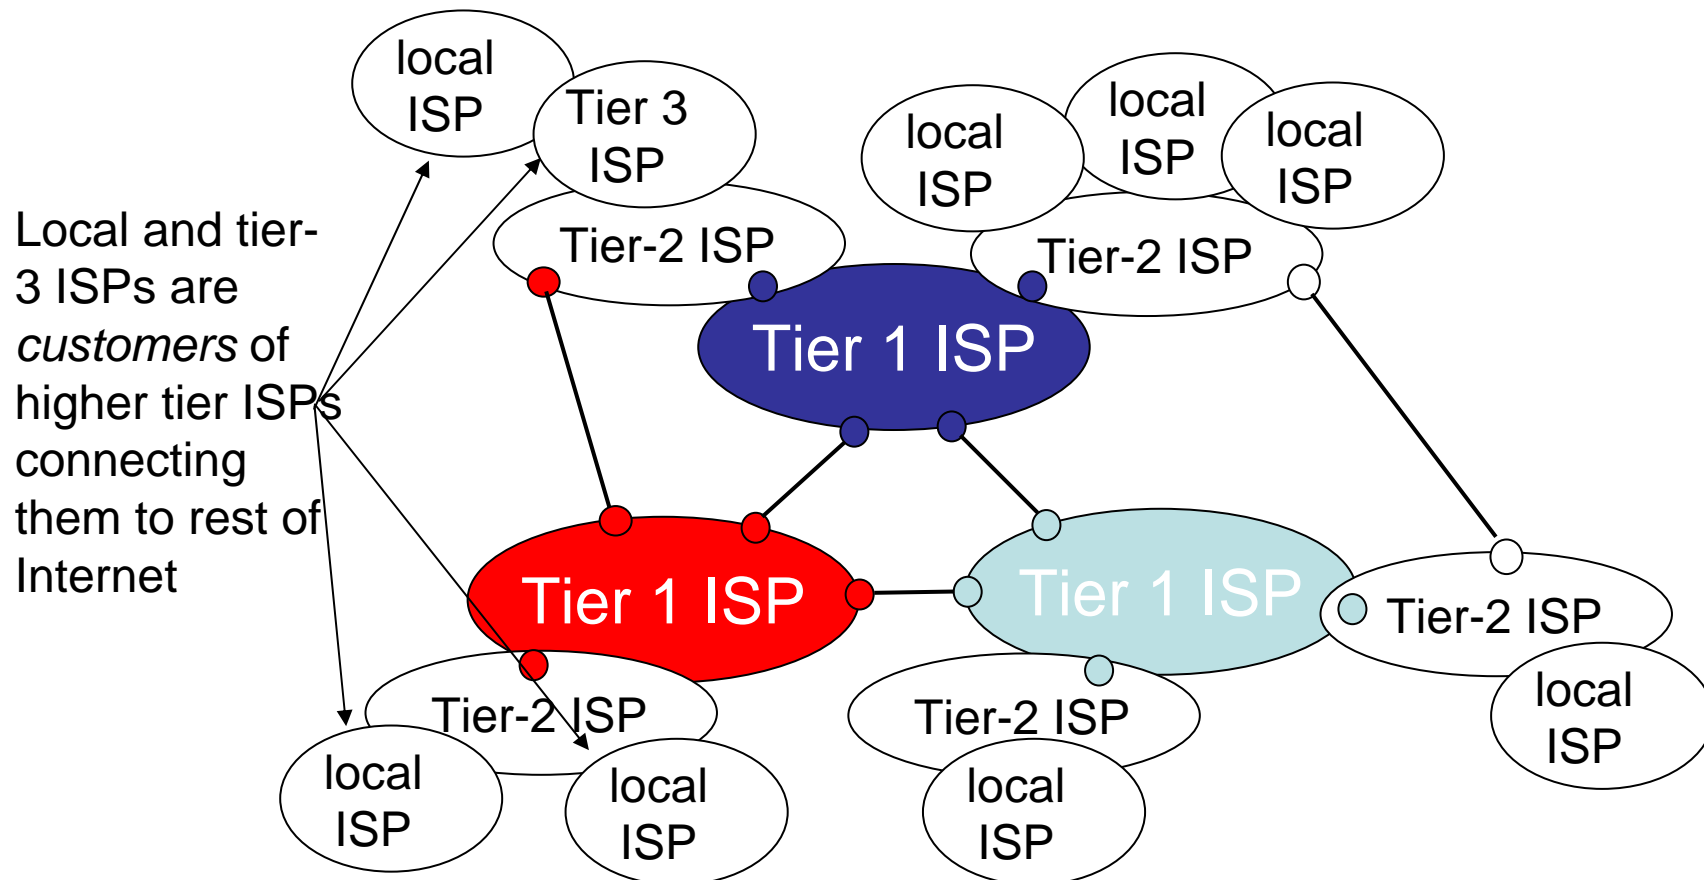 local
ISP
Tier 3
ISP
local
ISP
local
ISP
local
ISP
Local and tier-
3 ISPs are
customers of
higher tier ISPs
connecting
them to rest of
Internet
Tier-2 ISP
Tier-2 ISP
Tier 1 ISP
Tier 1 ISP
Tier 1 ISP
Tier-2 ISP
Tier-2 ISP
Tier-2 ISP
local
ISP
local
ISP
local
ISP
local
ISP